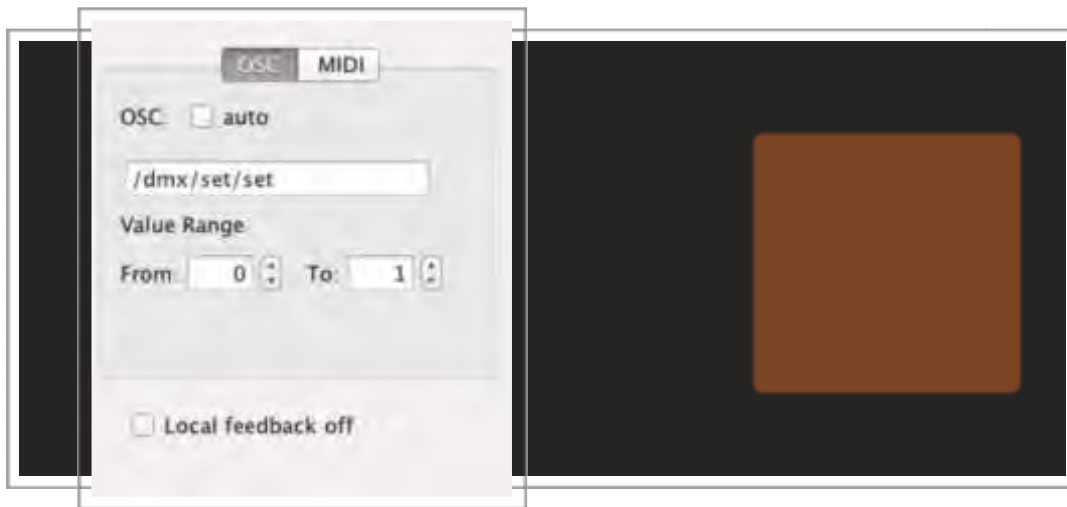 OSC MIDI
OSC: auto
/dmx/set/set
Value Range
From: 0 To: 1
Local feedback off